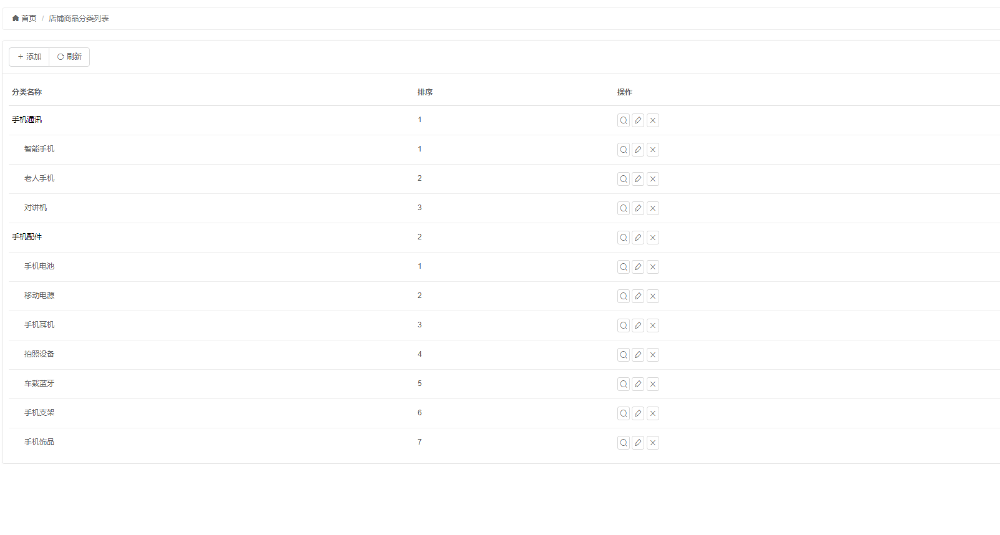 首页 / 店铺商品分类列表
添加 刷新
分类名称 排序 操作
手机通讯 1
智能手机 1
老人手机 2
对讲机 3
手机配件 2
手机电池 1
移动电源 2
手机耳机 3
拍照设备 4
车载蓝牙 5
手机支架 6
手机饰品 7